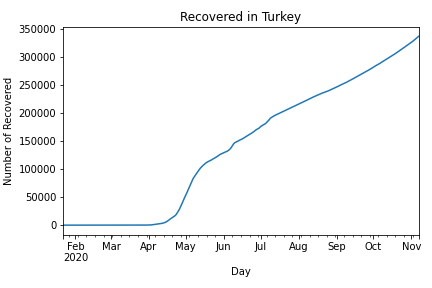 Recovered in Turkey
350000
300000
250000
200000
150000
100000
50000
0
Number of Recovered
Feb Mar Apr May Jun Jul Aug Sep Oct Nov
2020
Day